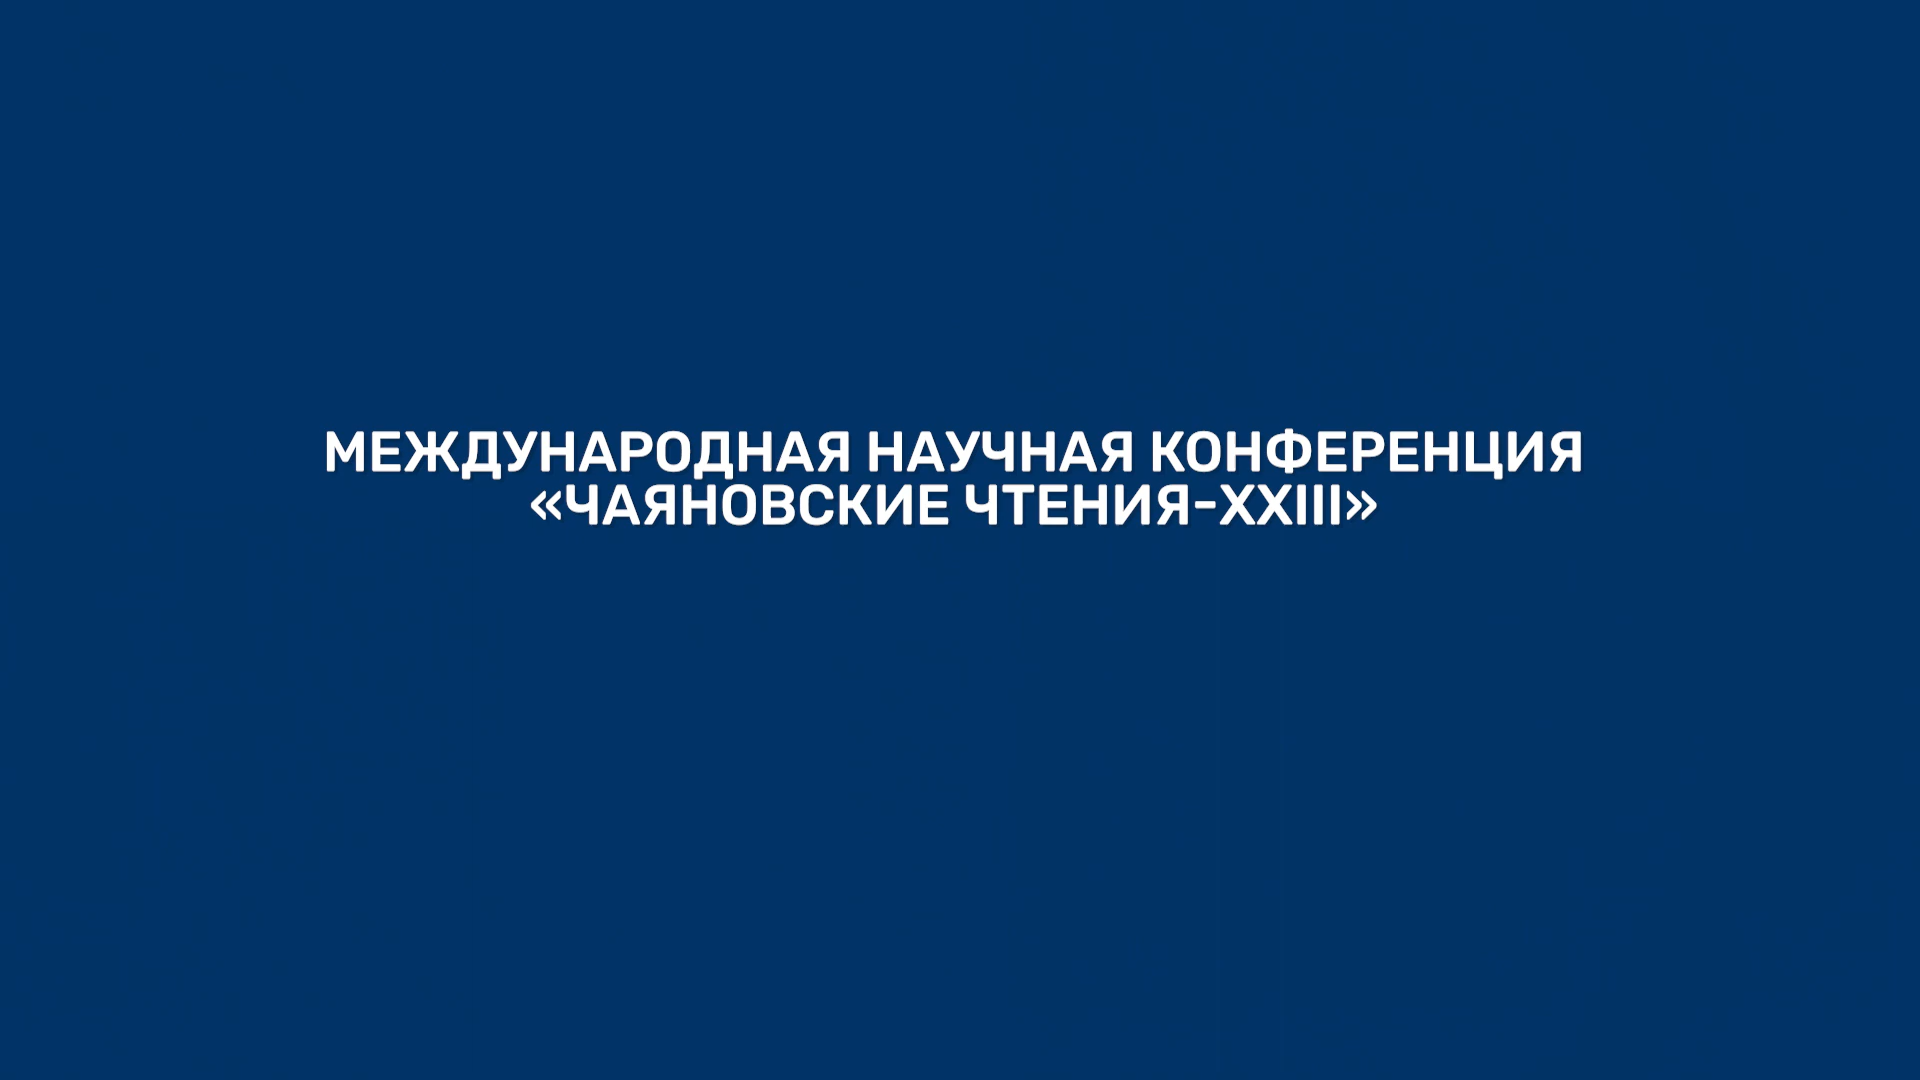 МЕЖДУНАРОДНАЯ НАУЧНАЯ КОНФЕРЕНЦИЯ
«ЧАЯНОВСКИЕ ЧТЕНИЯ-XXIII»